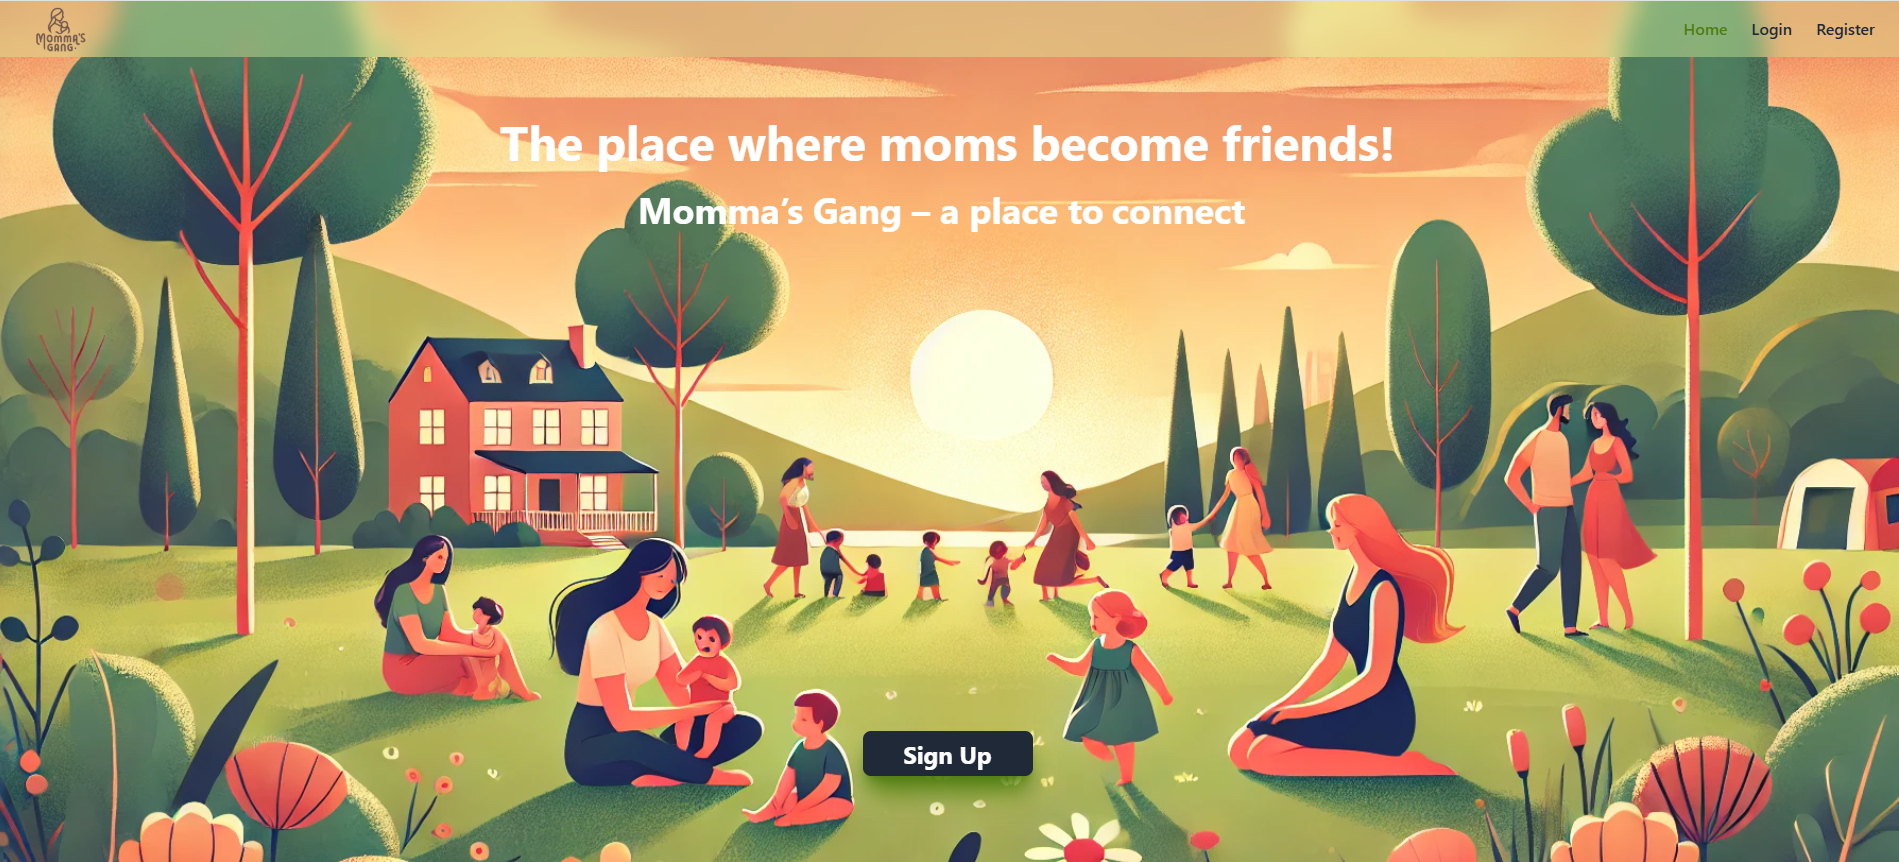 MOMMA'S
GANG.
Home
Login
Register
The place where moms become friends!
Momma's Gang – a place to connect
Sign Up